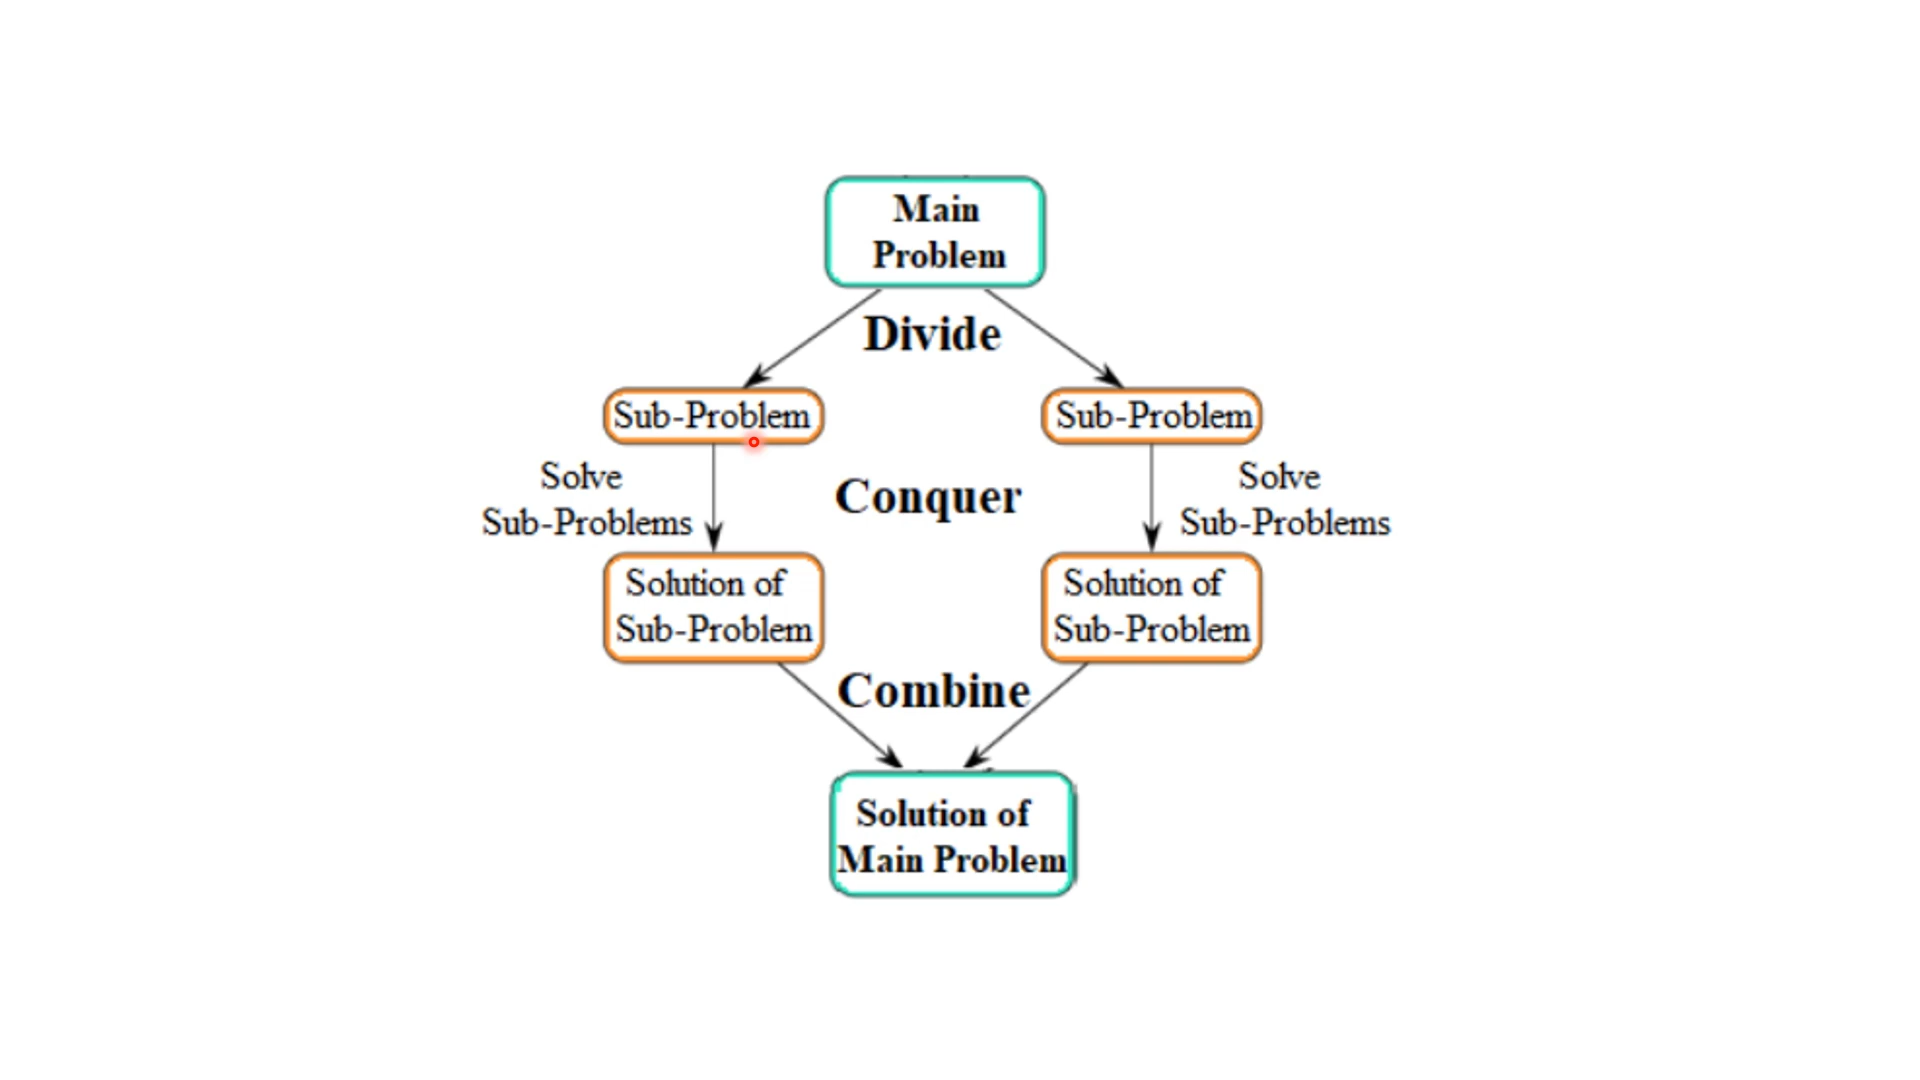 Main
Problem
Divide
Sub-Problem
Sub-Problem
Solve
Sub-Problems
Conquer
Solve
Sub-Problems
Solution of
Sub-Problem
Solution of
Sub-Problem
Combine
Solution of
Main Problem